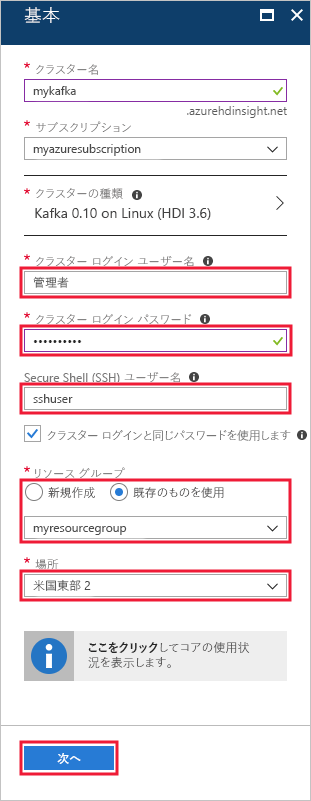 基本
* クラスター名
mykafka
.azurehdinsight.net
* サブスクリプション
myazuresubscription
* クラスターの種類
Kafka 0.10 on Linux (HDI 3.6)
* クラスター ログイン ユーザー名
管理者
* クラスター ログイン パスワード
••••••••••
Secure Shell (SSH) ユーザー名
sshuser
クラスター ログインと同じパスワードを使用します
* リソース グループ
新規作成 既存のものを使用
myresourcegroup
* 場所
米国東部 2
ここをクリックしてコアの使用状
況を表示します。
次へ